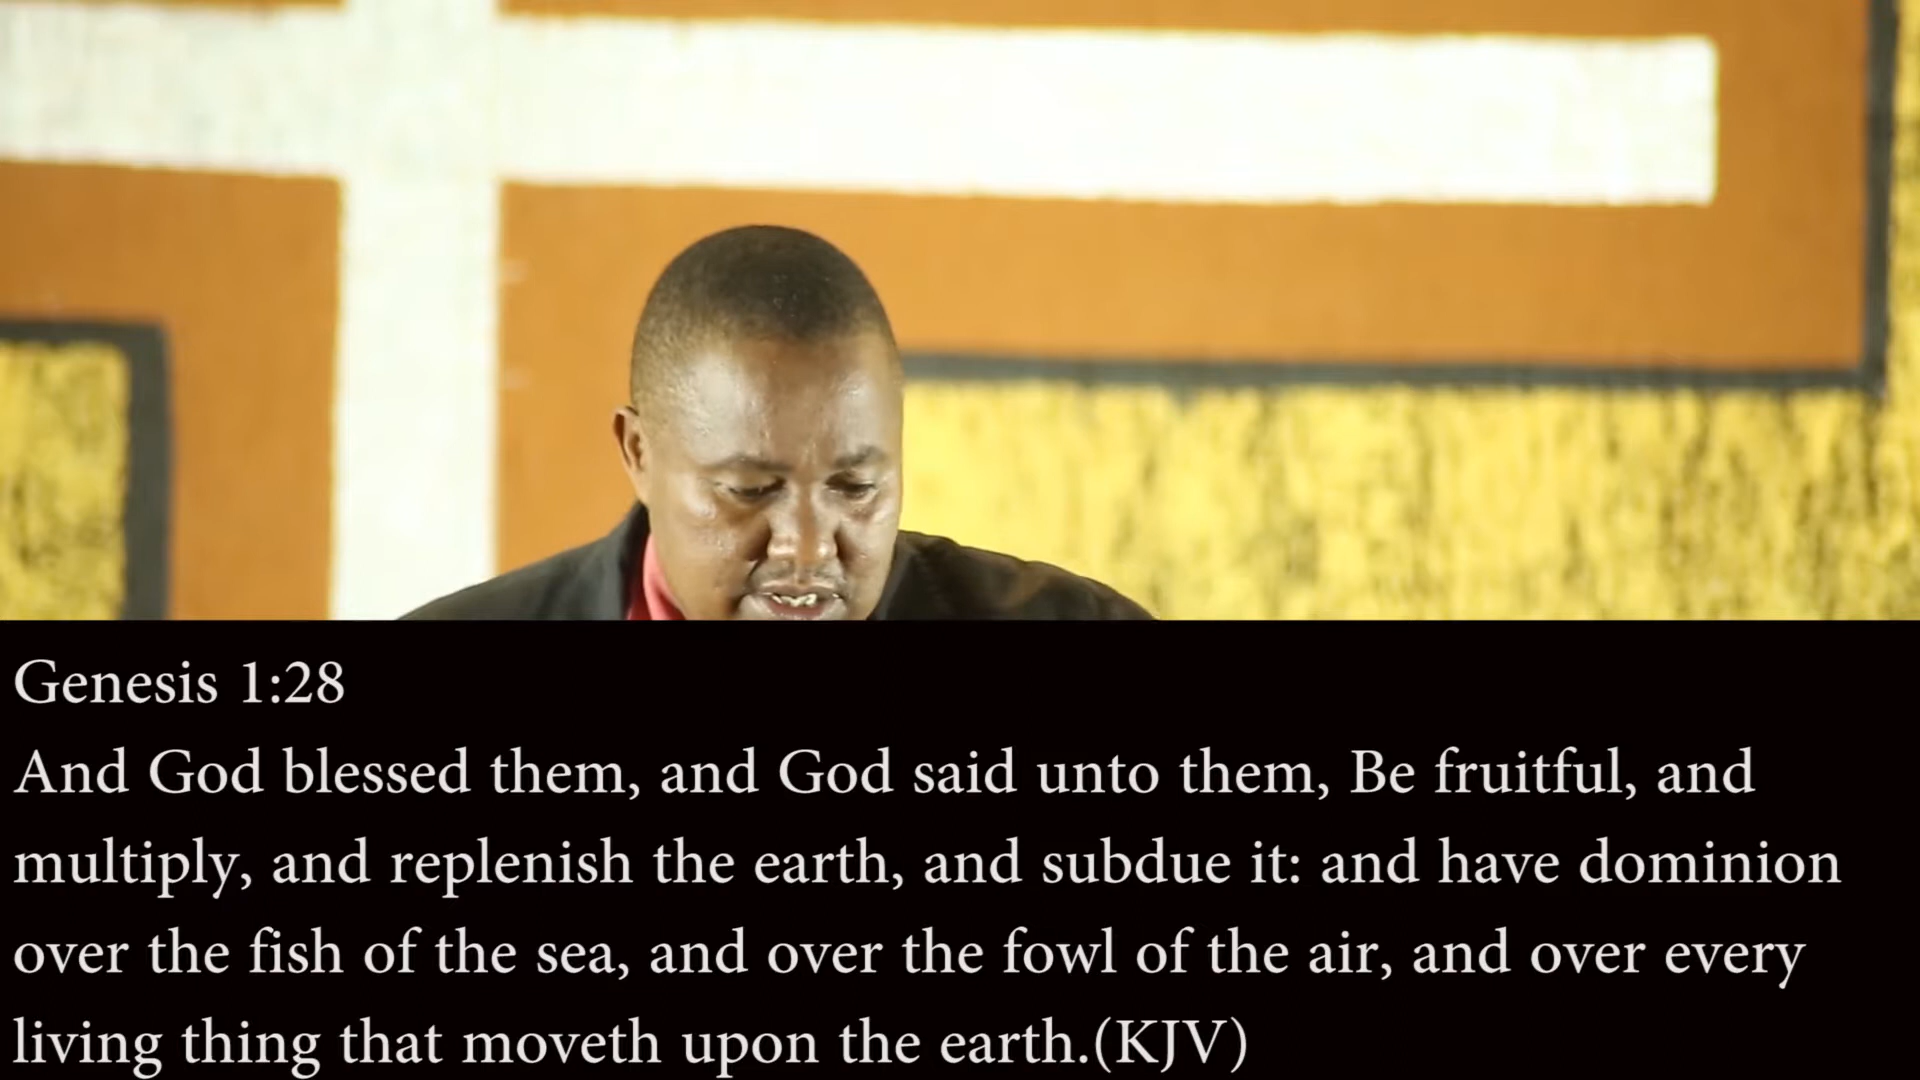 Genesis 1:28
And God blessed them, and God said unto them, Be fruitful, and
multiply, and replenish the earth, and subdue it: and have dominion
over the fish of the sea, and over the fowl of the air, and over every
living thing that moveth upon the earth.(KJV)